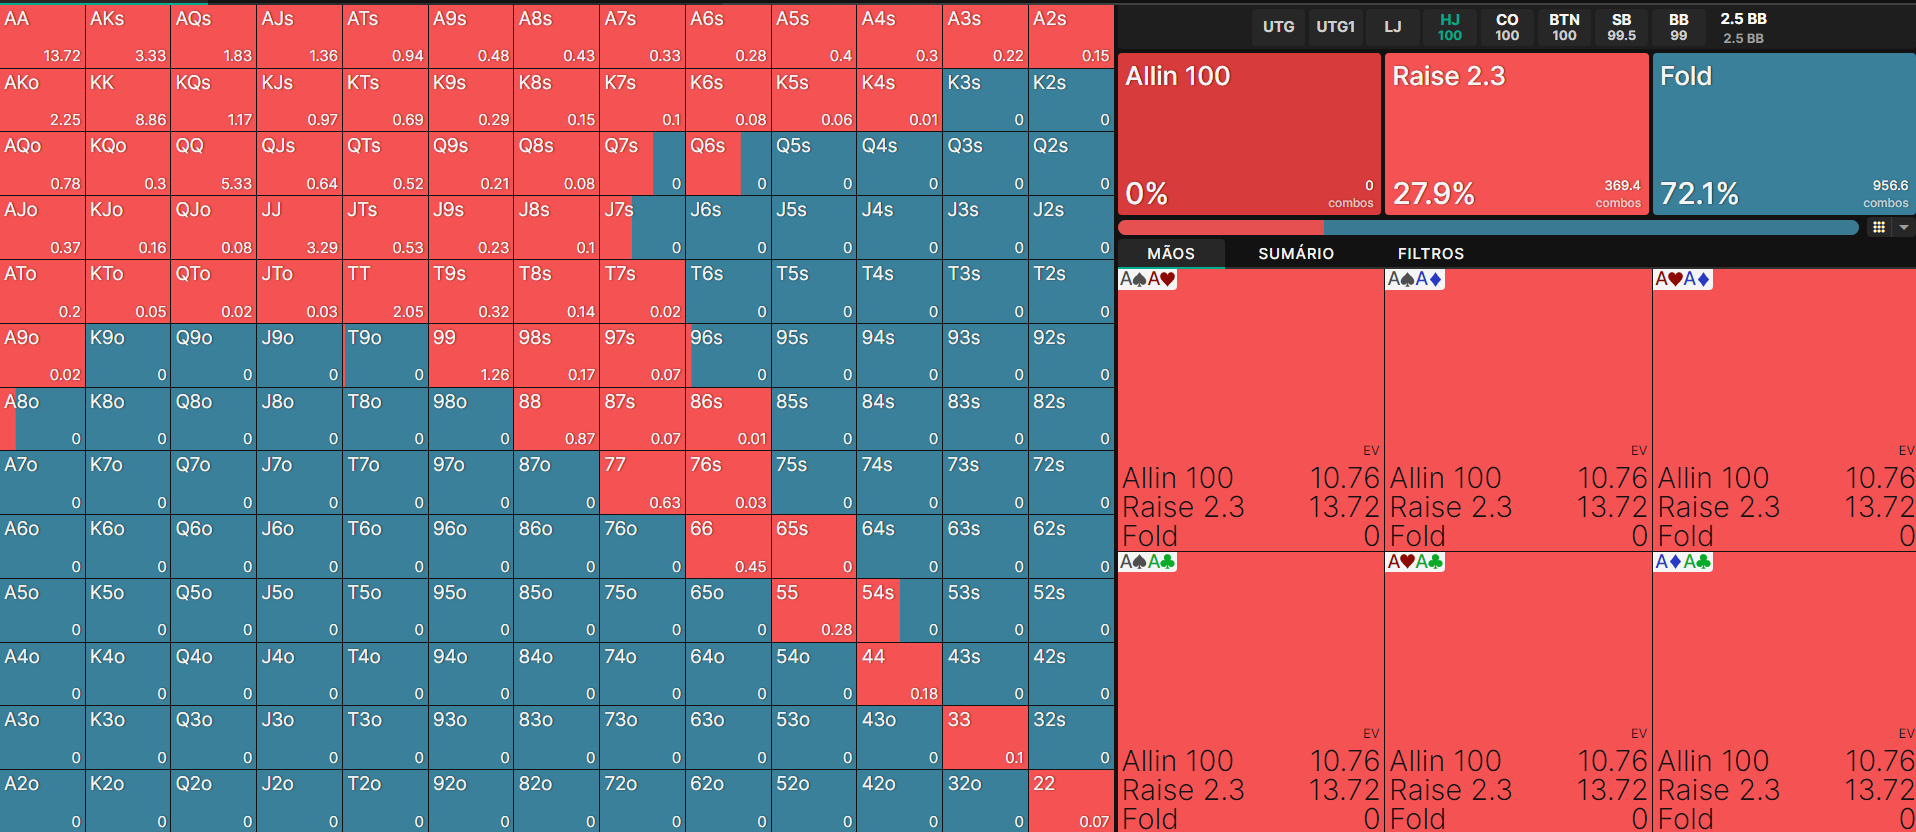 AA AKs AQs AJs ATs A9s A8s A7s A6s A5s A4s A3s A2s
13.72 3.33 1.83 1.36 0.94 0.48 0.43 0.33 0.28 0.4 0.3 0.22 0.15
AKo KK KQs KJs KTs K9s K8s K7s K6s K5s K4s K3s K2s
2.25 8.86 1.17 0.97 0.69 0.29 0.15 0.1 0.08 0.06 0.01 0 0
AQo KQo QQ QJs QTs Q9s Q8s Q7s Q6s Q5s Q4s Q3s Q2s
0.78 0.3 5.33 0.64 0.52 0.21 0.08 0 0 0 0 0 0
AJo KJo QJo JJ JTs J9s J8s J7s J6s J5s J4s J3s J2s
0.37 0.16 0.08 3.29 0.53 0.23 0.1 0 0 0 0 0 0
ATo KTo QTo JTo TT T9s T8s T7s T6s T5s T4s T3s T2s
0.2 0.05 0.02 0.03 2.05 0.32 0.14 0.02 0 0 0 0 0
A9o K9o Q9o J9o T9o 99 98s 97s 96s 95s 94s 93s 92s
0.02 0 0 0 0 1.26 0.17 0.07 0 0 0 0 0
A8o K8o Q8o J8o T8o 98o 88 87s 86s 85s 84s 83s 82s
0 0 0 0 0 0 0.87 0.07 0.01 0 0 0 0
A7o K7o Q7o J7o T7o 97o 87o 77 76s 75s 74s 73s 72s
0 0 0 0 0 0 0 0.63 0.03 0 0 0 0
A6o K6o Q6o J6o T6o 96o 86o 76o 66 65s 64s 63s 62s
0 0 0 0 0 0 0 0 0.45 0 0 0 0
A5o K5o Q5o J5o T5o 95o 85o 75o 65o 55 54s 53s 52s
0 0 0 0 0 0 0 0 0 0.28 0 0 0
A4o K4o Q4o J4o T4o 94o 84o 74o 64o 54o 44 43s 42s
0 0 0 0 0 0 0 0 0 0 0.18 0 0
A3o K3o Q3o J3o T3o 93o 83o 73o 63o 53o 43o 33 32s
0 0 0 0 0 0 0 0 0 0 0 0.1 0
A2o K2o Q2o J2o T2o 92o 82o 72o 62o 52o 42o 32o 22
0 0 0 0 0 0 0 0 0 0 0 0 0.07
UTG UTG1 LJ HJ CO BTN SB BB 2.5 BB
100 100 100 99.5 99 2.5 BB
Allin 100 Raise 2.3 Fold
0 369.4 956.6
0% combos 27.9% combos 72.1% combos
MÃOS SUMÁRIO FILTROS
A♠A♥ A♠A♦ A♥A♦
EV EV EV
Allin 100 10.76 Allin 100 10.76 Allin 100 10.76
Raise 2.3 13.72 Raise 2.3 13.72 Raise 2.3 13.72
Fold 0 Fold 0 Fold 0
A♠A♣ A♥A♣ A♦A♣
EV EV EV
Allin 100 10.76 Allin 100 10.76 Allin 100 10.76
Raise 2.3 13.72 Raise 2.3 13.72 Raise 2.3 13.72
Fold 0 Fold 0 Fold 0